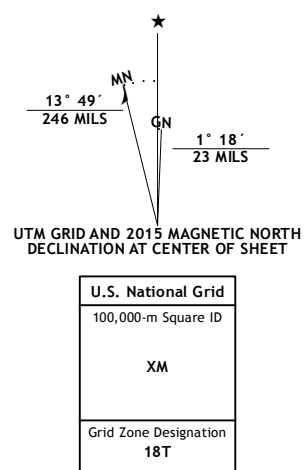 ★
MN
GN
13° 49´
246 MILS
1° 18´
23 MILS
UTM GRID AND 2015 MAGNETIC NORTH
DECLINATION AT CENTER OF SHEET
U.S. National Grid
100,000-m Square ID
XM
Grid Zone Designation
18T